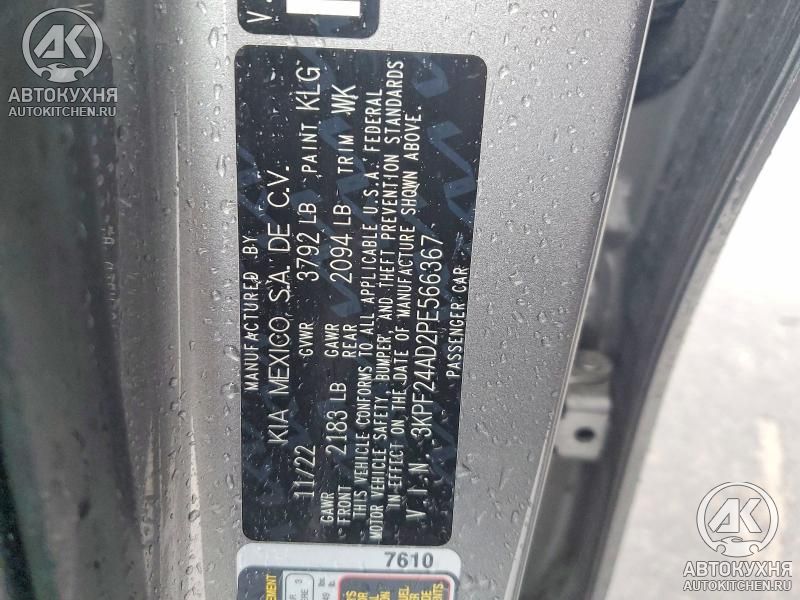 MANUFACTURED BY
KIA MEXICO S.A. DE C.V.
11/22 GVWR 3792 LB PAINT KLG
GAWR FRONT 2183 LB GAWR REAR 2094 LB TRIM WK
THIS VEHICLE CONFORMS TO ALL APPLICABLE U.S.A. FEDERAL
MOTOR VEHICLE SAFETY, BUMPER, AND THEFT PREVENTION STANDARDS
IN EFFECT ON THE DATE OF MANUFACTURE SHOWN ABOVE.
V.I.N. 3KPF24AD2PE566367
PASSENGER CAR
7610
АК
АВТОКУХНЯ
AUTOKITCHEN.RU
АК
АВТОКУХНЯ
AUTOKITCHEN.RU